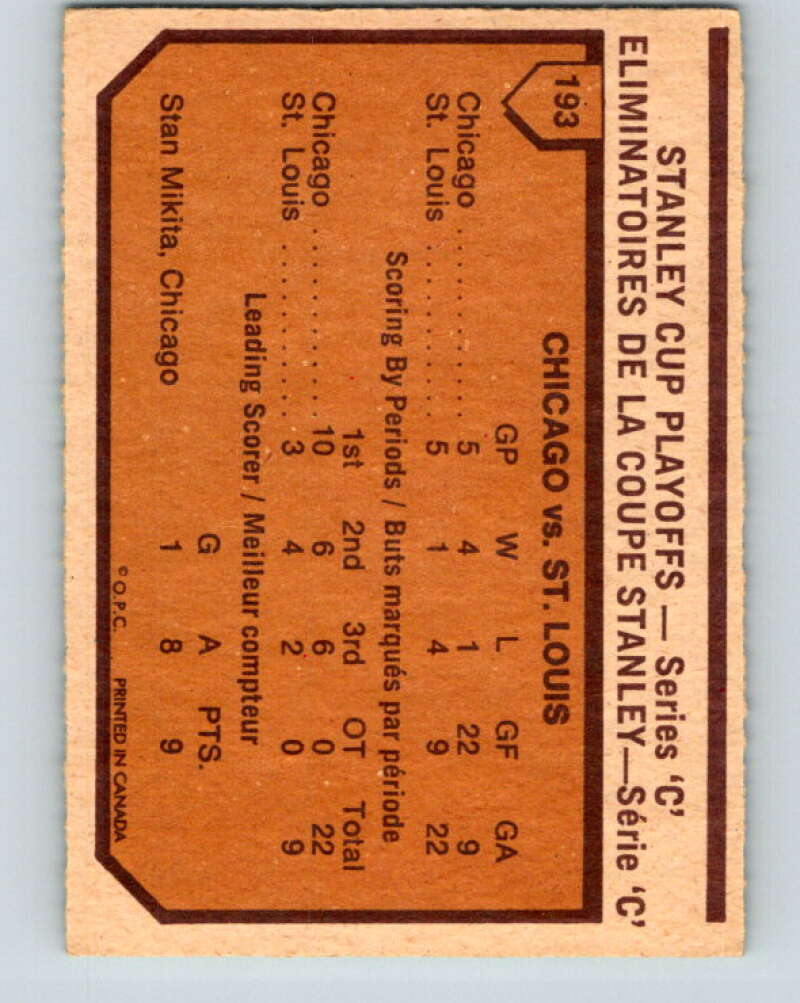 STANLEY CUP PLAYOFFS — Series 'C'
ELIMINATOIRES DE LA COUPE STANLEY—Série 'C'
193
CHICAGO vs. ST. LOUIS
GP W L GF GA
Chicago . . . . . . . . . . . . 5 4 1 22 9
St. Louis . . . . . . . . . . . 5 1 4 9 22
Scoring By Periods / Buts marqués par période
1st 2nd 3rd OT Total
Chicago . . . . . . . . . . . . 10 6 6 0 22
St. Louis . . . . . . . . . . . 3 4 2 0 9
Leading Scorer / Meilleur compteur
G A PTS.
Stan Mikita, Chicago 1 8 9
© O.P.C. PRINTED IN CANADA